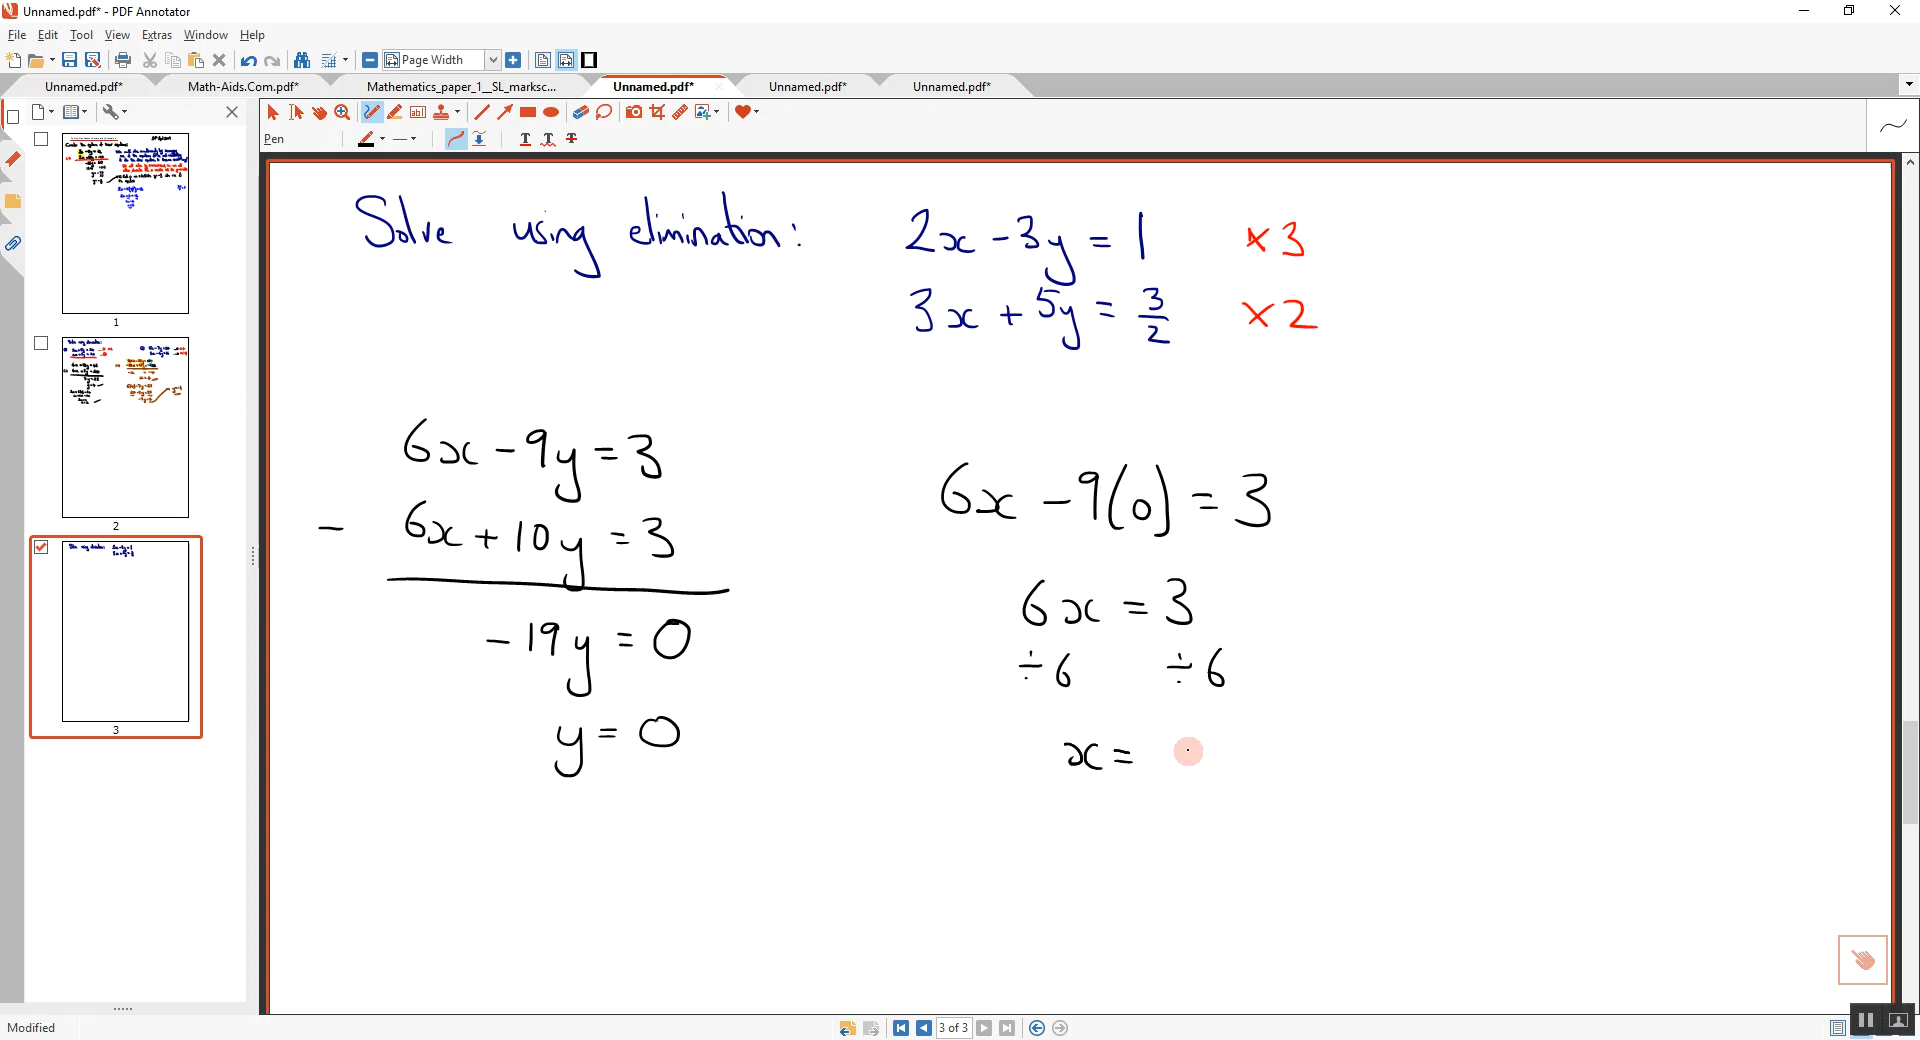 Unnamed.pdf* - PDF Annotator
File Edit Tool View Extras Window Help
Page Width
Unnamed.pdf* Math-Aids.Com.pdf* Mathematics_paper_1__SL_marksc... Unnamed.pdf* Unnamed.pdf* Unnamed.pdf*
Pen
1
2
3
Solve using elimination: 2x - 3y = 1 ×3
3x + 5y = 3/2 ×2
6x - 9y = 3
- 6x + 10y = 3
-19y = 0
y = 0
6x - 9(0) = 3
6x = 3
÷6 ÷6
x =
Modified
3 of 3